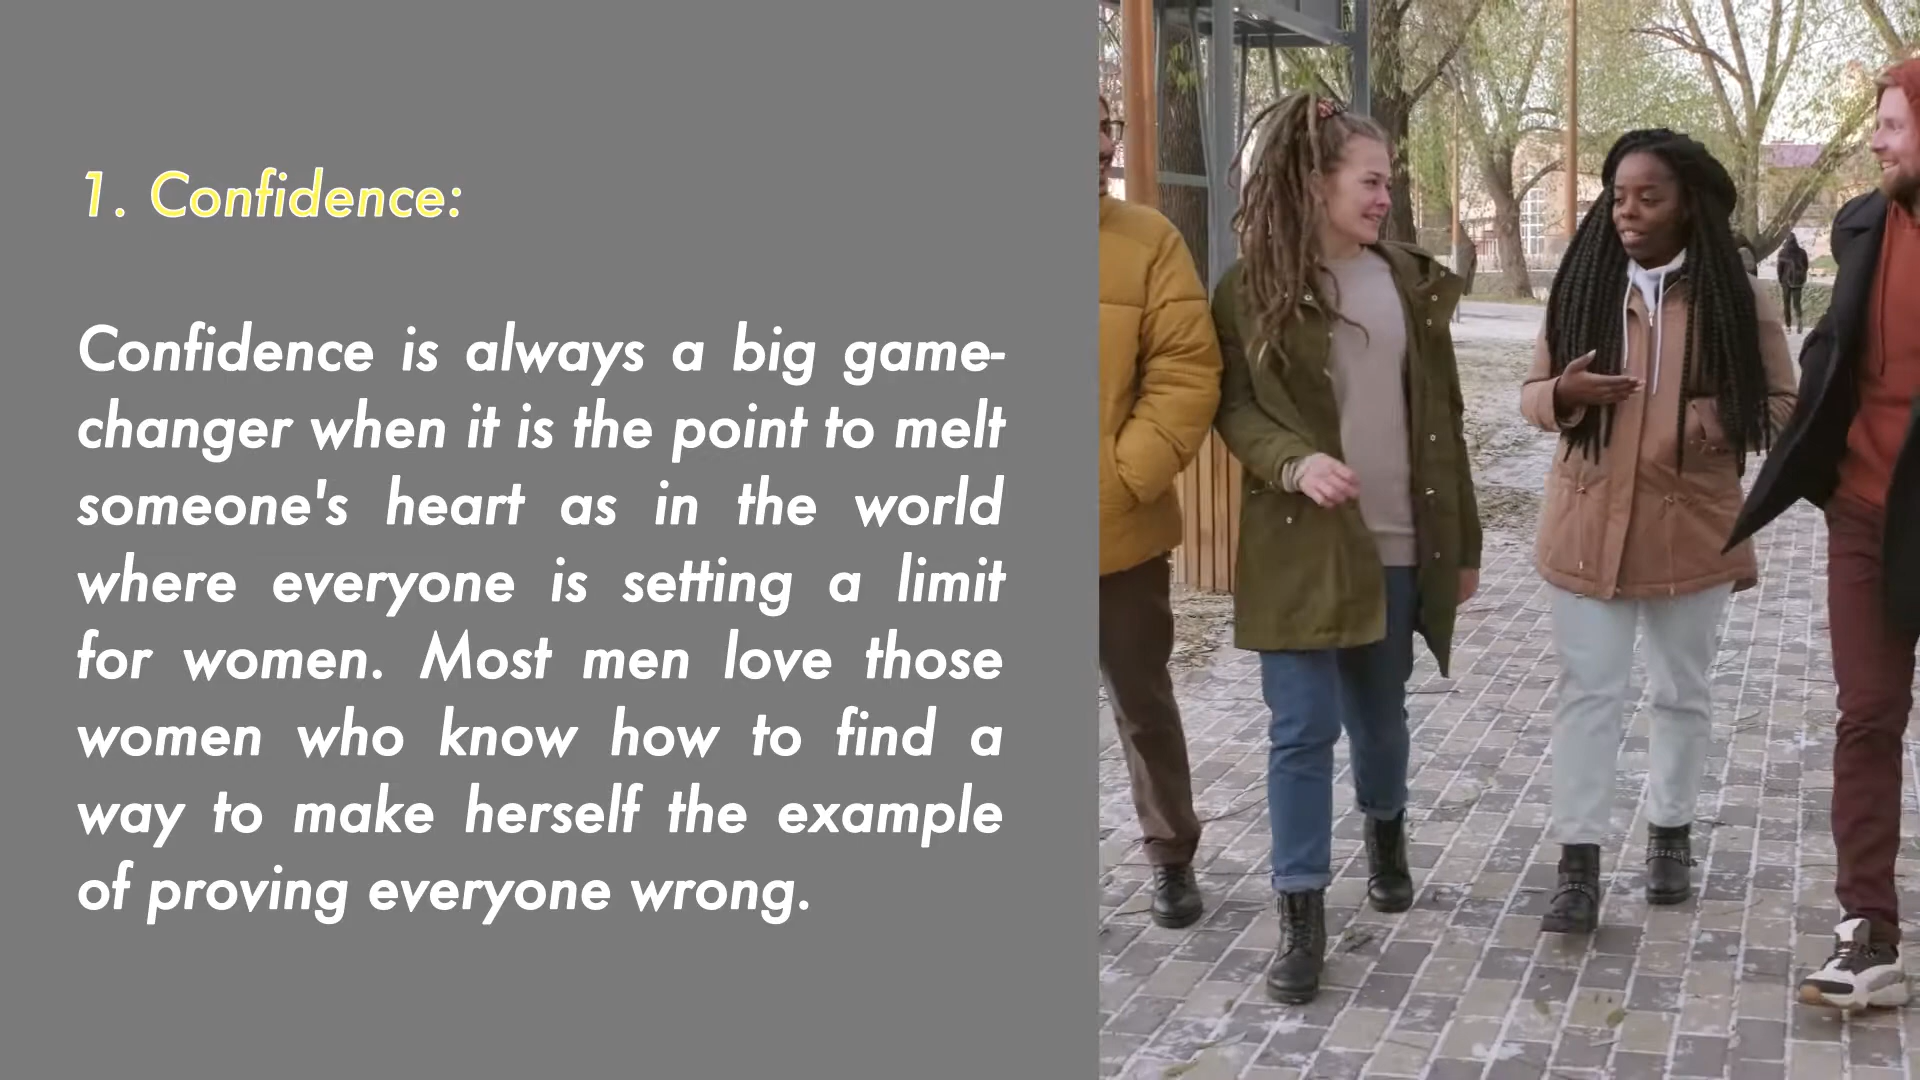 1. Confidence:
Confidence is always a big game-
changer when it is the point to melt
someone's heart as in the world
where everyone is setting a limit
for women. Most men love those
women who know how to find a
way to make herself the example
of proving everyone wrong.